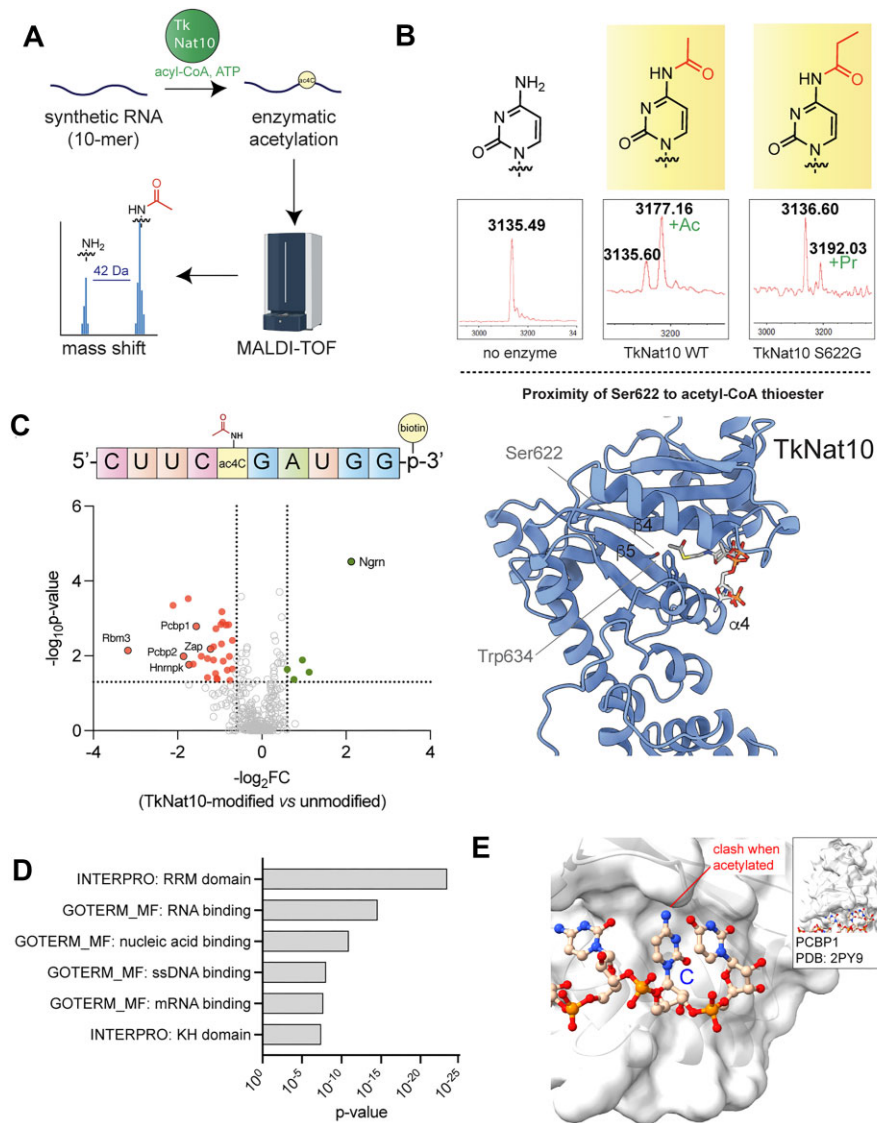 A
Tk
Nat10
acyl-CoA, ATP
ac4C
synthetic RNA
(10-mer)
enzymatic
acetylation
O
HN
NH2
42 Da
mass shift
MALDI-TOF
B
NH2
N
O
N
NH
O
N
O
N
NH
O
N
O
N
3135.49
3000
3200
34
no enzyme
3177.16
+Ac
3135.60
3200
TkNat10 WT
3136.60
3192.03
+Pr
3000
3200
3400
TkNat10 S622G
Proximity of Ser622 to acetyl-CoA thioester
TkNat10
Ser622
β4
β5
α4
Trp634
C
O
NH
biotin
5'-C U U C ac4C G A U G G -p-3'
6
4
2
0
-log10p-value
Ngrn
Pcbp1
Rbm3
Zap
Pcbp2
Hnrnpk
-4 -2 0 2 4
-log2FC
(TkNat10-modified vs unmodified)
D
INTERPRO: RRM domain
GOTERM_MF: RNA binding
GOTERM_MF: nucleic acid binding
GOTERM_MF: ssDNA binding
GOTERM_MF: mRNA binding
INTERPRO: KH domain
10^0 10^-5 10^-10 10^-15 10^-20 10^-25
p-value
E
clash when
acetylated
C
PCBP1
PDB: 2PY9